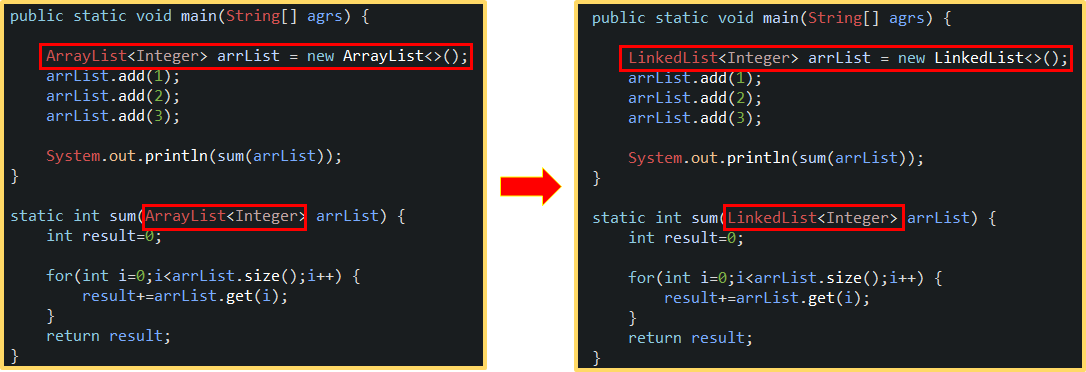 public static void main(String[] agrs) {
ArrayList<Integer> arrList = new ArrayList<>();
arrList.add(1);
arrList.add(2);
arrList.add(3);
System.out.println(sum(arrList));
}
static int sum(ArrayList<Integer> arrList) {
int result=0;
for(int i=0;i<arrList.size();i++) {
result+=arrList.get(i);
}
return result;
}
public static void main(String[] agrs) {
LinkedList<Integer> arrList = new LinkedList<>();
arrList.add(1);
arrList.add(2);
arrList.add(3);
System.out.println(sum(arrList));
}
static int sum(LinkedList<Integer> arrList) {
int result=0;
for(int i=0;i<arrList.size();i++) {
result+=arrList.get(i);
}
return result;
}